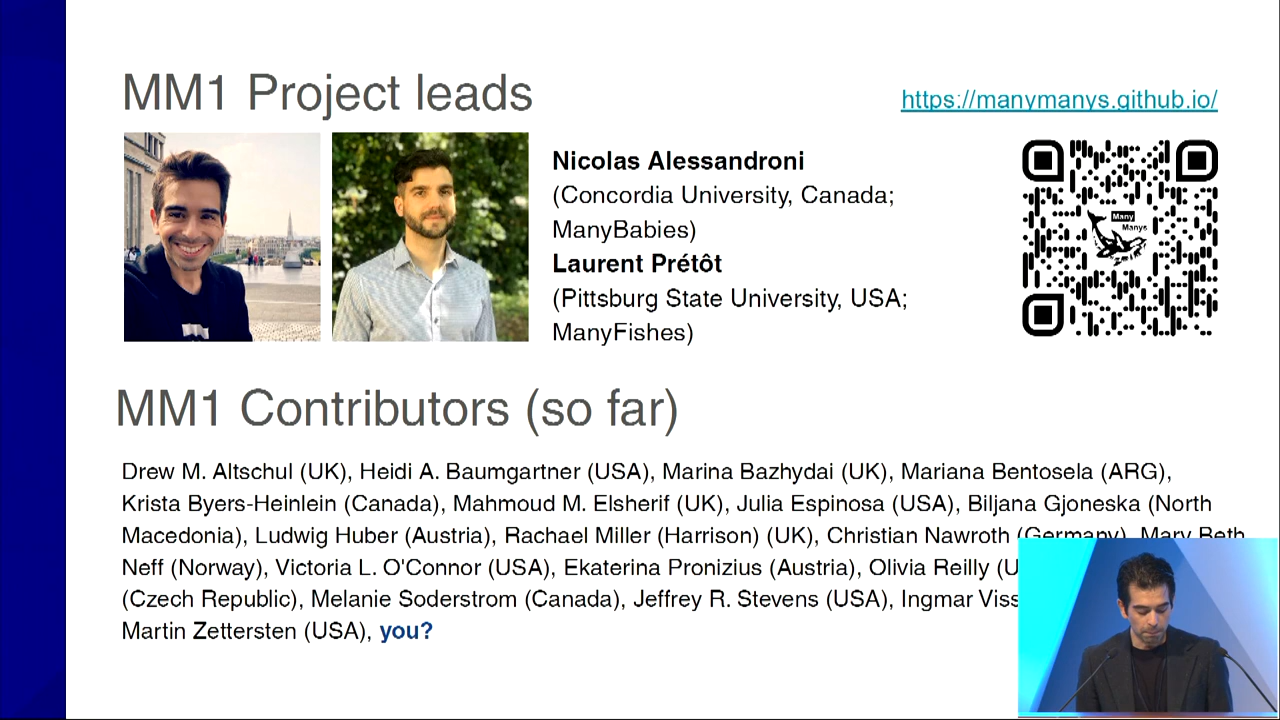 MM1 Project leads
https://manymanys.github.io/
Nicolas Alessandroni
(Concordia University, Canada;
ManyBabies)
Laurent Prétôt
(Pittsburg State University, USA;
ManyFishes)
Many
Manys
MM1 Contributors (so far)
Drew M. Altschul (UK), Heidi A. Baumgartner (USA), Marina Bazhydai (UK), Mariana Bentosela (ARG),
Krista Byers-Heinlein (Canada), Mahmoud M. Elsherif (UK), Julia Espinosa (USA), Biljana Gjoneska (North
Macedonia), Ludwig Huber (Austria), Rachael Miller (Harrison) (UK), Christian Nawroth (Germany), Mary Beth
Neff (Norway), Victoria L. O'Connor (USA), Ekaterina Pronizius (Austria), Olivia Reilly (U
(Czech Republic), Melanie Soderstrom (Canada), Jeffrey R. Stevens (USA), Ingmar Viss
Martin Zettersten (USA), you?